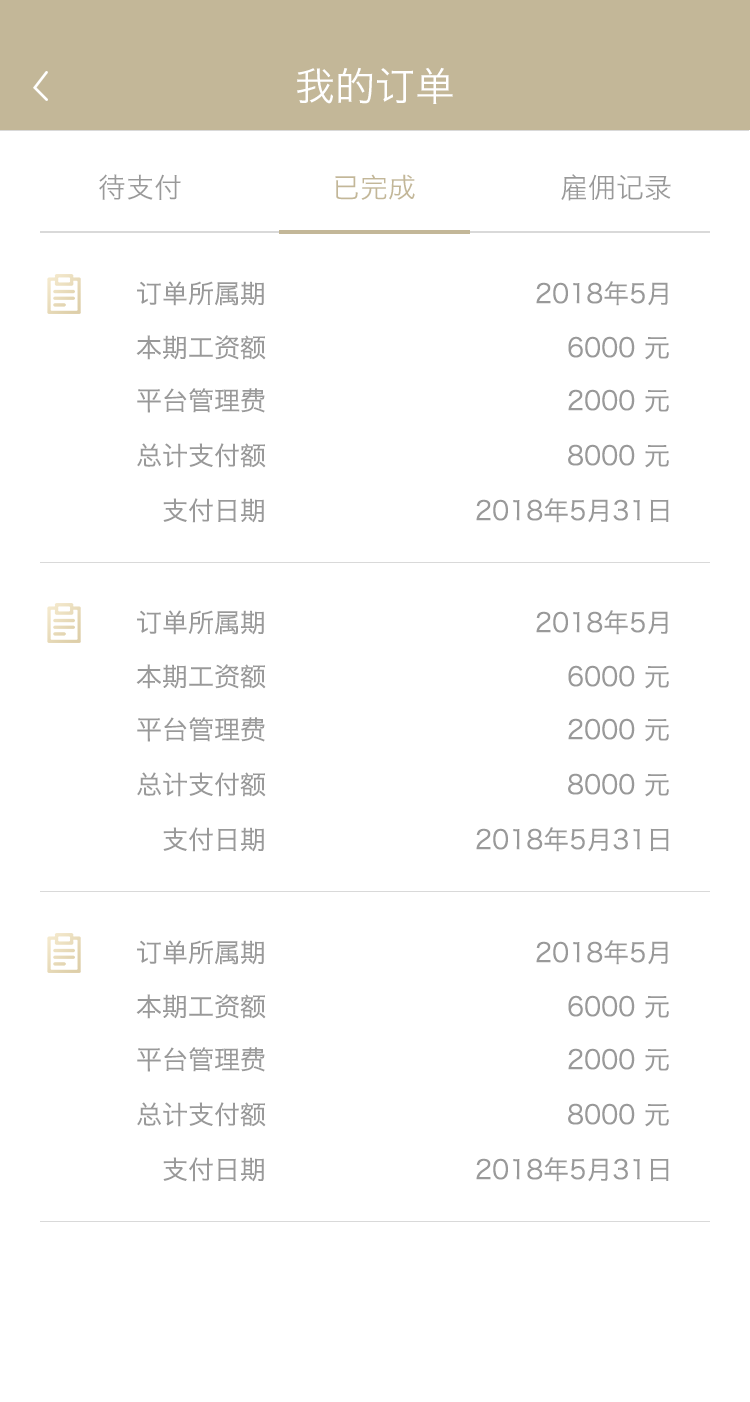 我的订单
待支付 已完成 雇佣记录
订单所属期 2018年5月
本期工资额 6000 元
平台管理费 2000 元
总计支付额 8000 元
支付日期 2018年5月31日
订单所属期 2018年5月
本期工资额 6000 元
平台管理费 2000 元
总计支付额 8000 元
支付日期 2018年5月31日
订单所属期 2018年5月
本期工资额 6000 元
平台管理费 2000 元
总计支付额 8000 元
支付日期 2018年5月31日